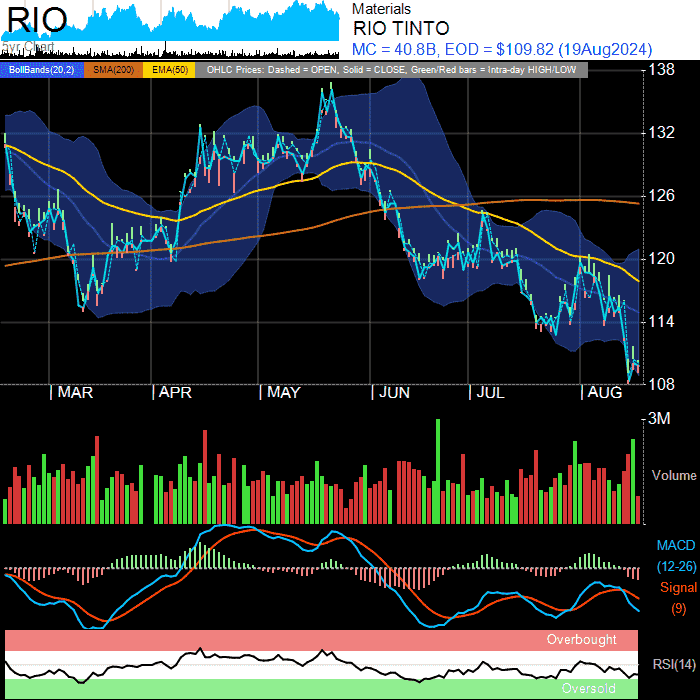 RIO
5yr Chart
Materials
RIO TINTO
MC = 40.8B, EOD = $109.82 (19Aug2024)
BollBands(20,2) SMA(200) EMA(50) OHLC Prices: Dashed = OPEN, Solid = CLOSE, Green/Red bars = Intra-day HIGH/LOW
138
132
126
120
114
108
MAR APR MAY JUN JUL AUG
3M
Volume
MACD
(12-26)
Signal
(9)
Overbought
RSI(14)
Oversold